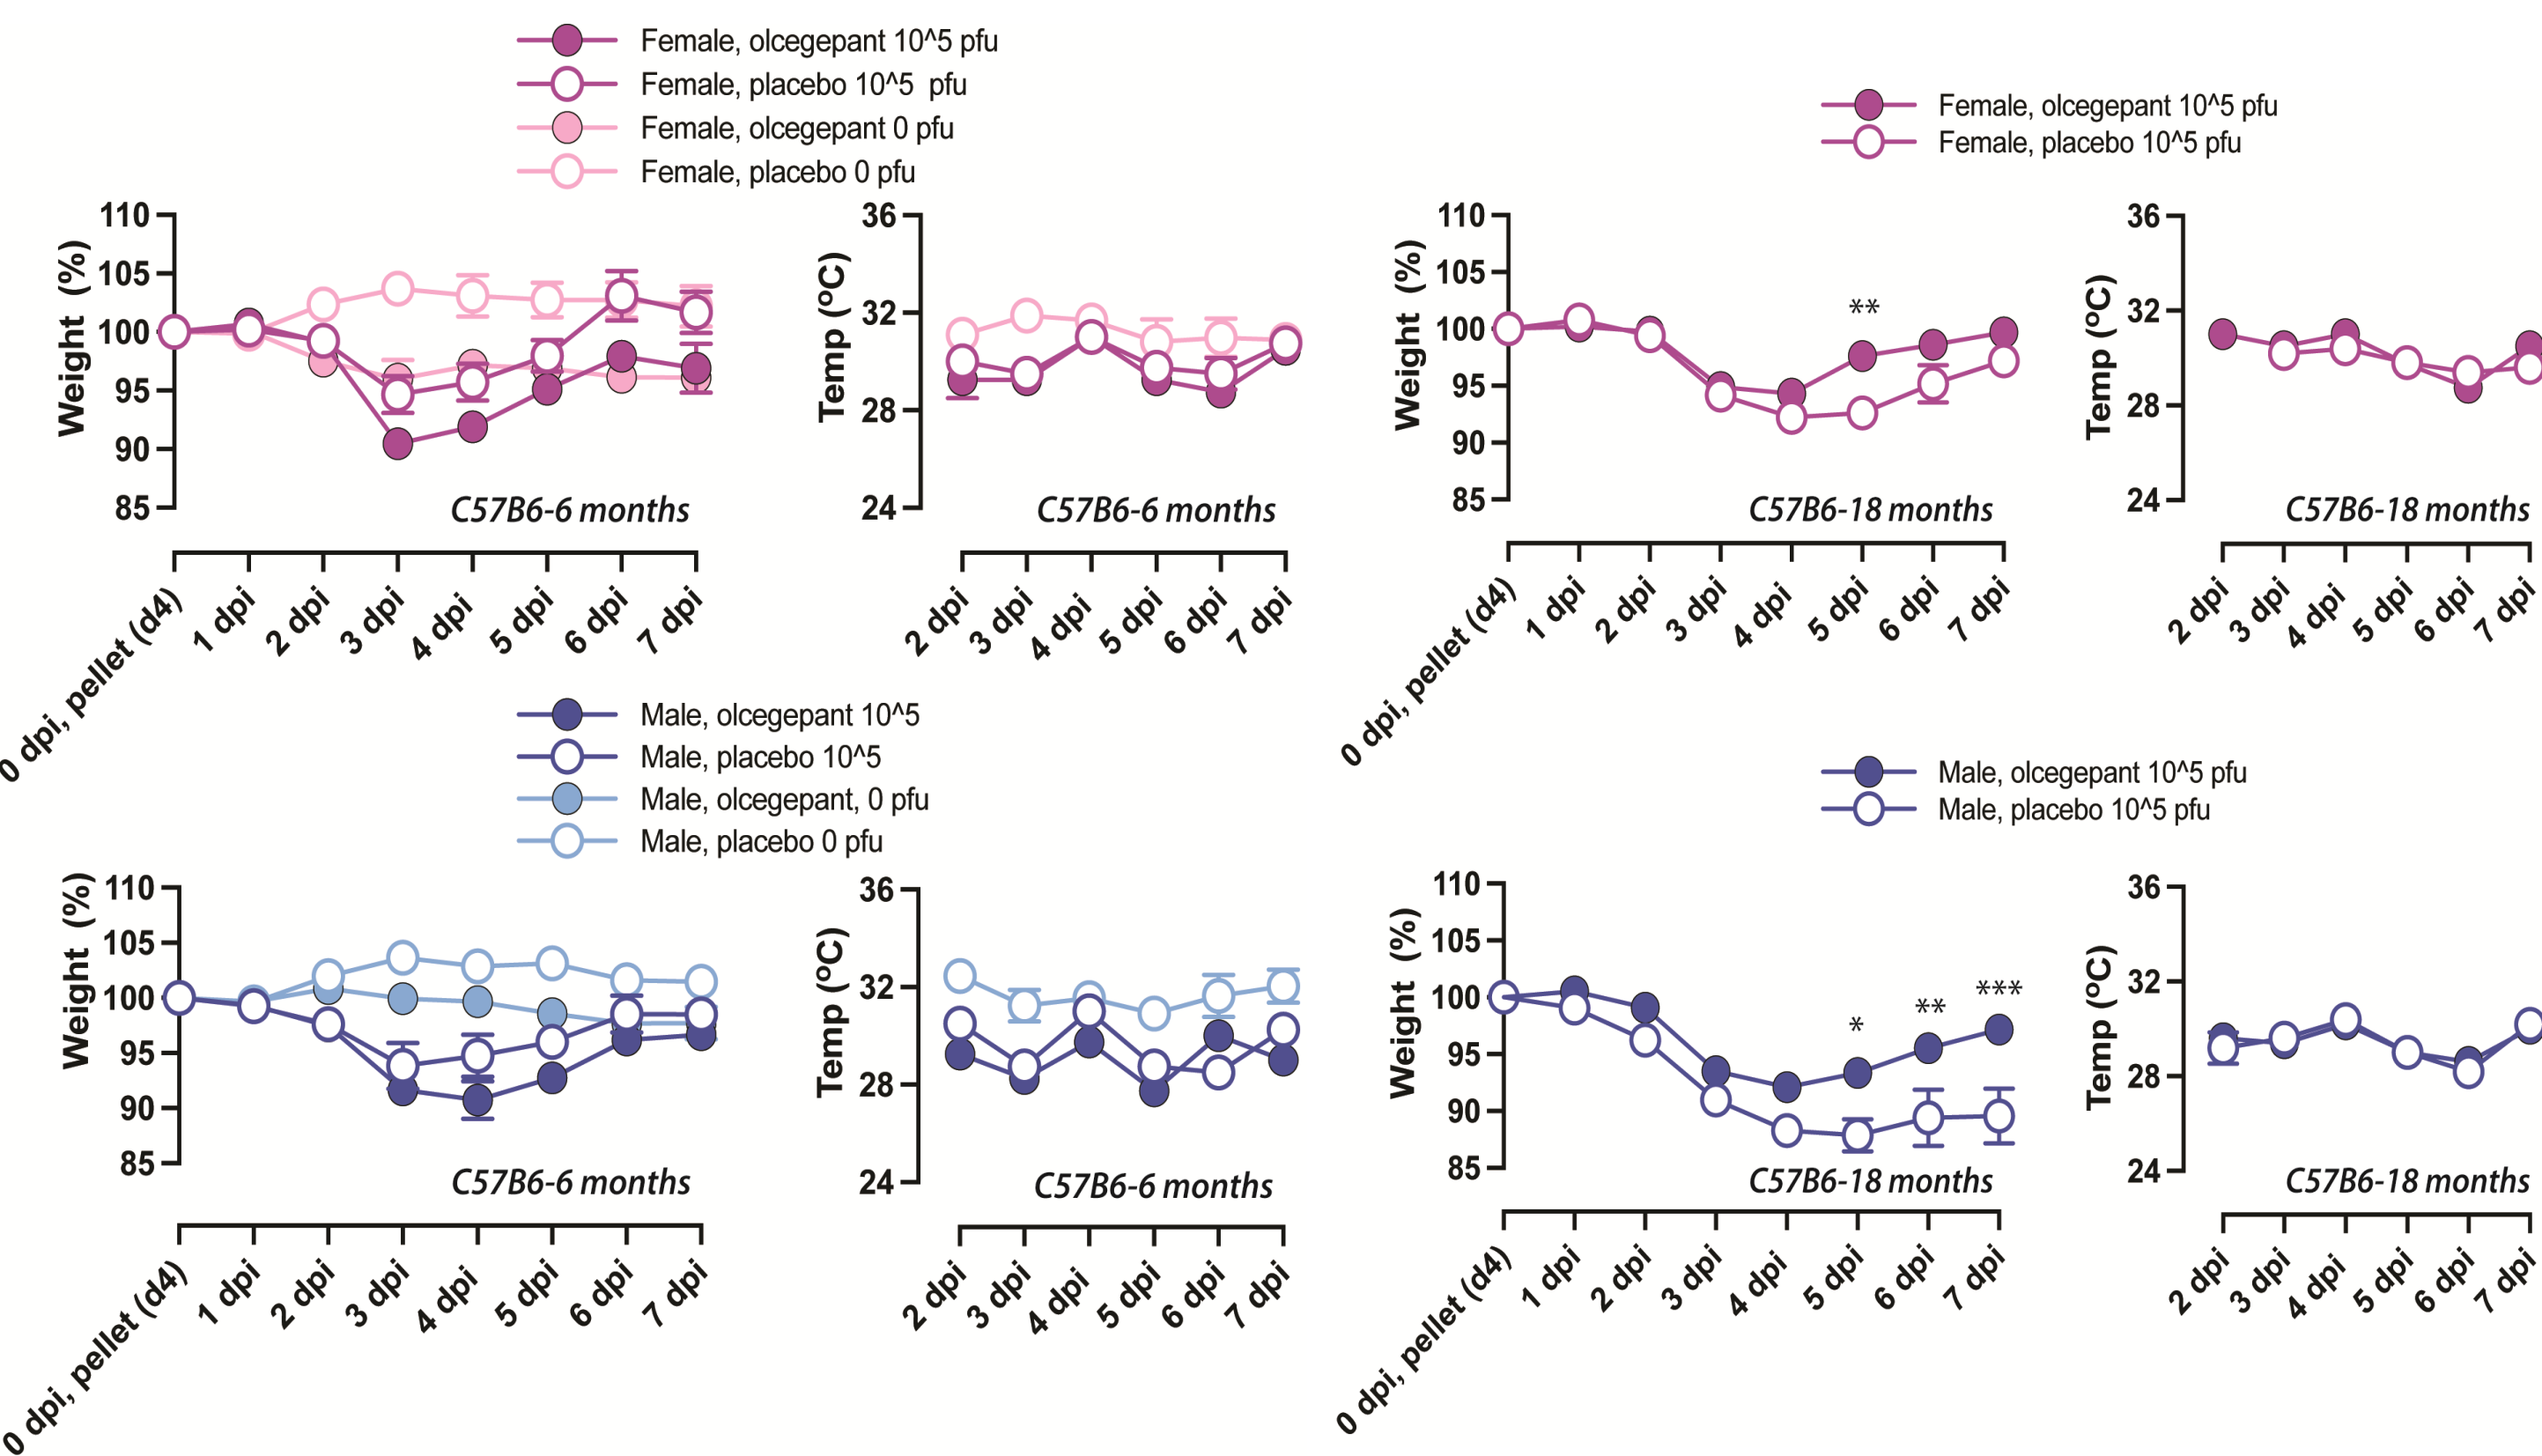 Female, olcegepant 10^5 pfu
Female, placebo 10^5 pfu
Female, olcegepant 0 pfu
Female, placebo 0 pfu
Weight (%)
110
105
100
95
90
85
C57B6-6 months
0 dpi, pellet (d4)
1 dpi
2 dpi
3 dpi
4 dpi
5 dpi
6 dpi
7 dpi
Temp (ºC)
36
32
28
24
C57B6-6 months
2 dpi
3 dpi
4 dpi
5 dpi
6 dpi
7 dpi
Female, olcegepant 10^5 pfu
Female, placebo 10^5 pfu
Weight (%)
110
105
100
95
90
85
**
C57B6-18 months
0 dpi, pellet (d4)
1 dpi
2 dpi
3 dpi
4 dpi
5 dpi
6 dpi
7 dpi
Temp (ºC)
36
32
28
24
C57B6-18 months
2 dpi
3 dpi
4 dpi
5 dpi
6 dpi
7 dpi
Male, olcegepant 10^5
Male, placebo 10^5
Male, olcegepant, 0 pfu
Male, placebo 0 pfu
Weight (%)
110
105
100
95
90
85
C57B6-6 months
0 dpi, pellet (d4)
1 dpi
2 dpi
3 dpi
4 dpi
5 dpi
6 dpi
7 dpi
Temp (ºC)
36
32
28
24
C57B6-6 months
2 dpi
3 dpi
4 dpi
5 dpi
6 dpi
7 dpi
Male, olcegepant 10^5 pfu
Male, placebo 10^5 pfu
Weight (%)
110
105
100
95
90
85
*
**
***
C57B6-18 months
0 dpi, pellet (d4)
1 dpi
2 dpi
3 dpi
4 dpi
5 dpi
6 dpi
7 dpi
Temp (ºC)
36
32
28
24
C57B6-18 months
2 dpi
3 dpi
4 dpi
5 dpi
6 dpi
7 dpi